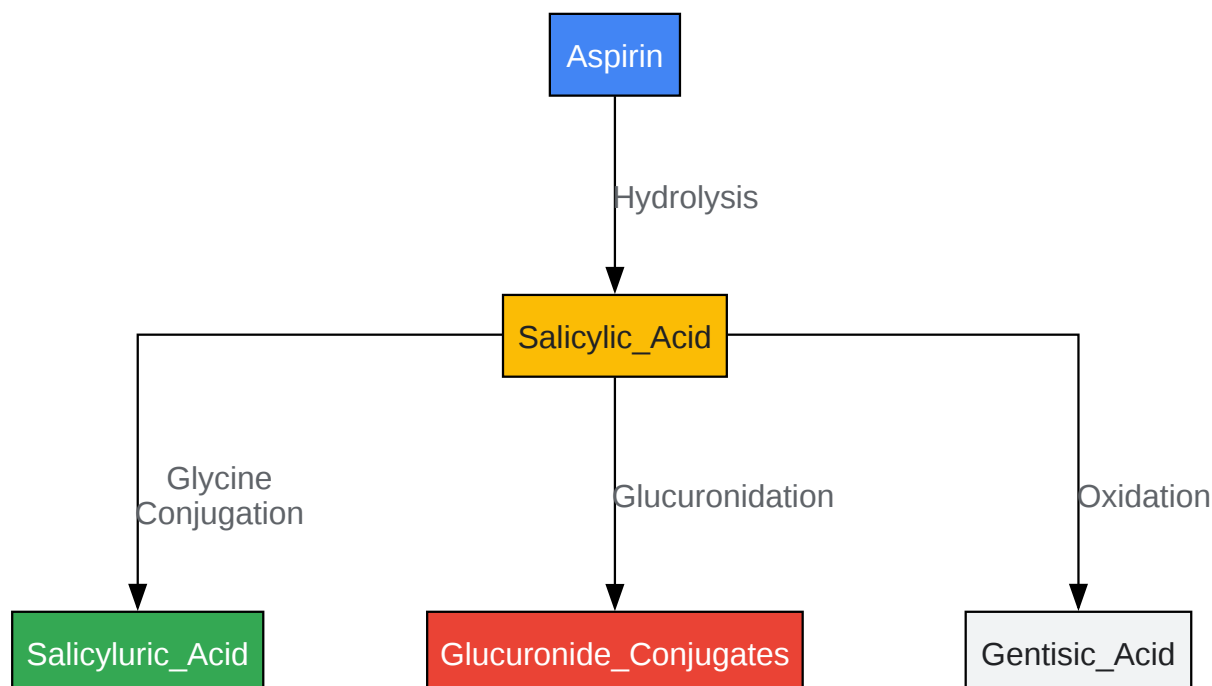 Aspirin
Hydrolysis
Salicylic_Acid
Glycine
Conjugation
Glucuronidation
Oxidation
Salicyluric_Acid
Glucuronide_Conjugates
Gentisic_Acid